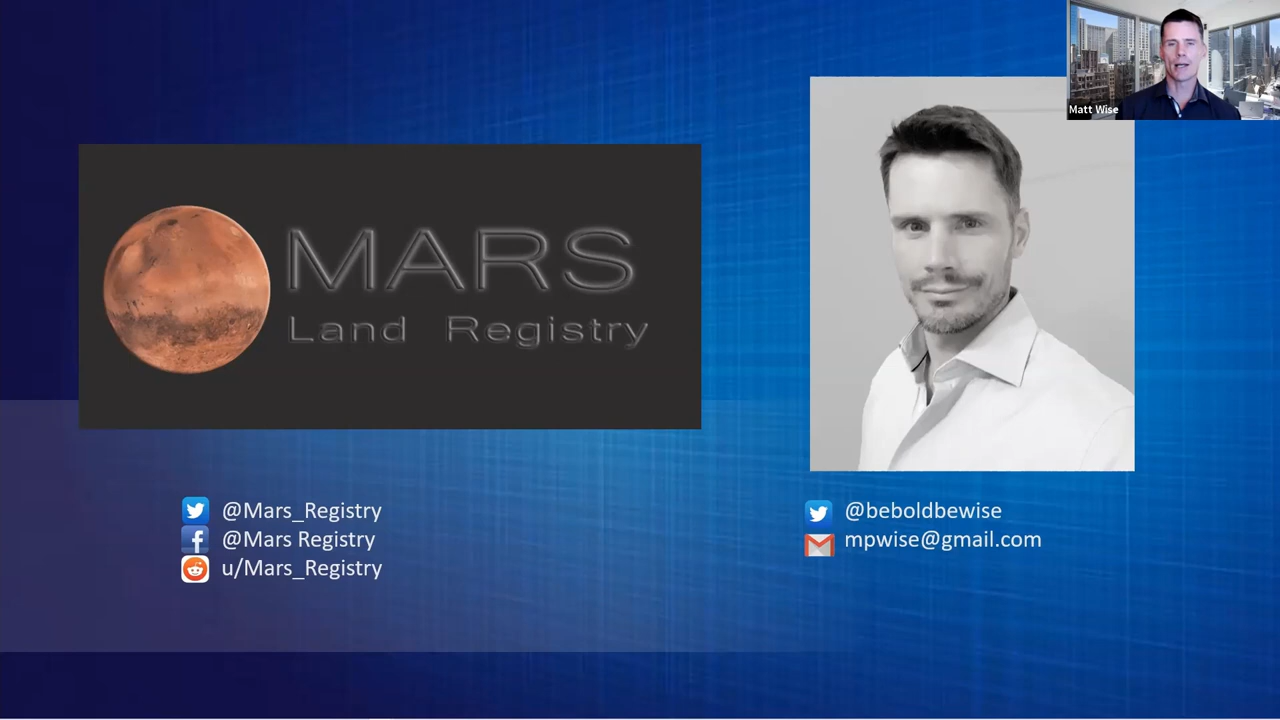 Matt Wise
MARS
Land Registry
@Mars_Registry
@Mars Registry
u/Mars_Registry
@beboldbewise
mpwise@gmail.com